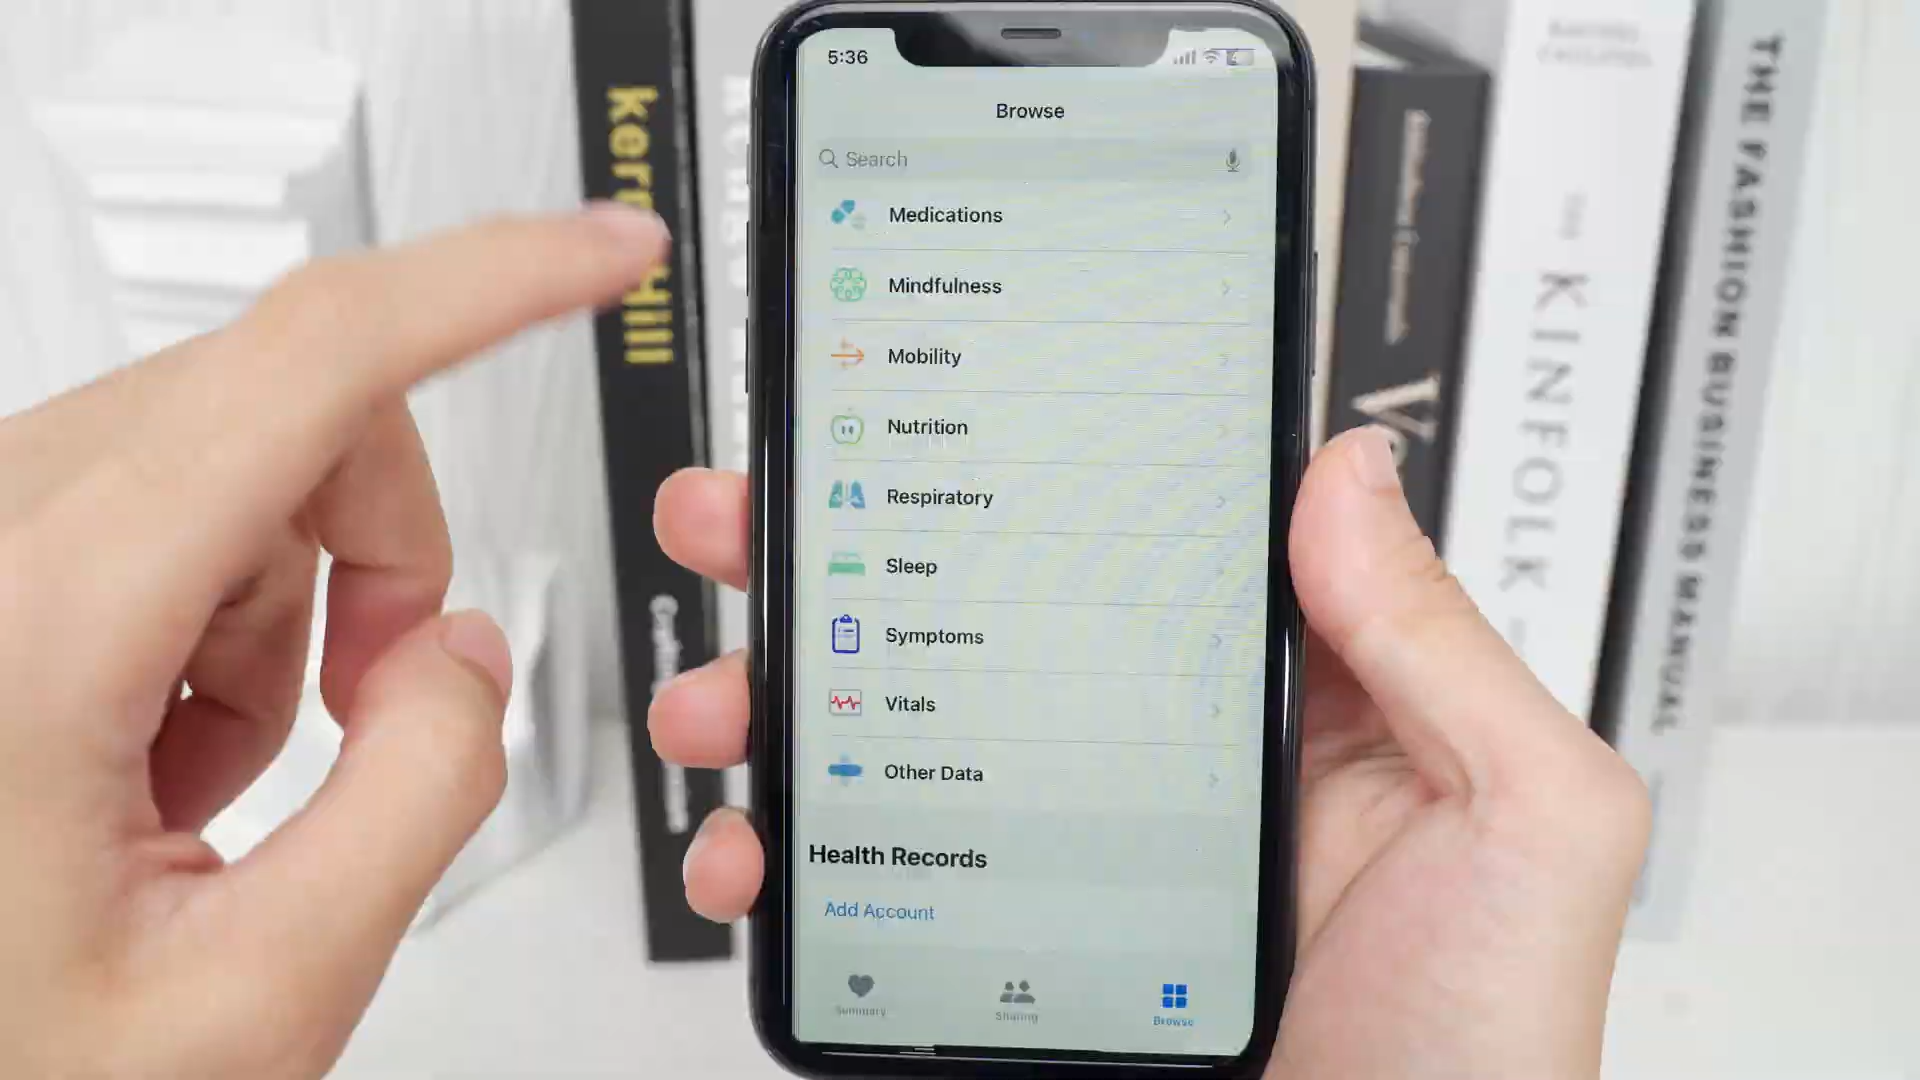 5:36
Browse
Search
Medications
Mindfulness
Mobility
Nutrition
Respiratory
Sleep
Symptoms
Vitals
Other Data
Health Records
Add Account
Summary
Sharing
Browse
KINFOLK
THE FASHION BUSINESS MANUAL